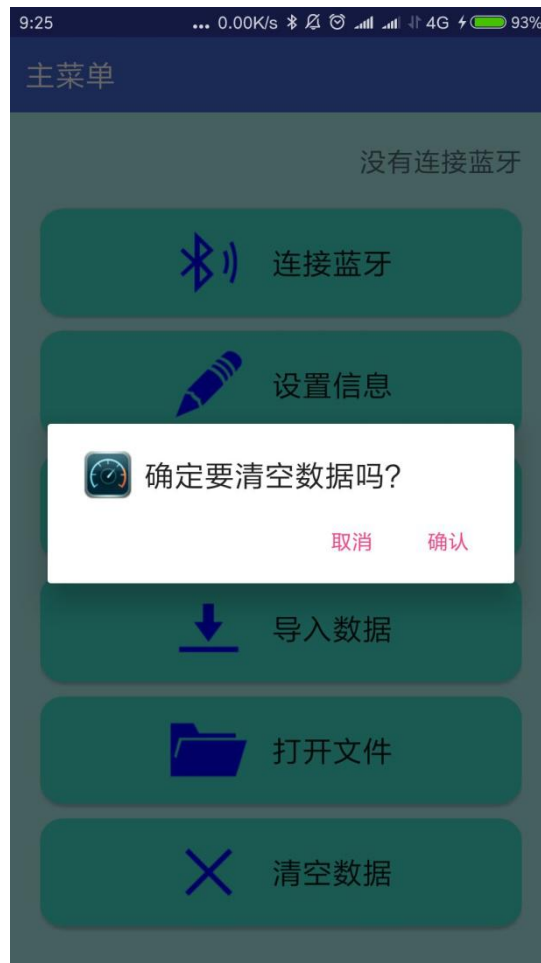 9:25 ... 0.00K/s 4G 93%
主菜单
没有连接蓝牙
连接蓝牙
设置信息
确定要清空数据吗?
取消 确认
导入数据
打开文件
清空数据